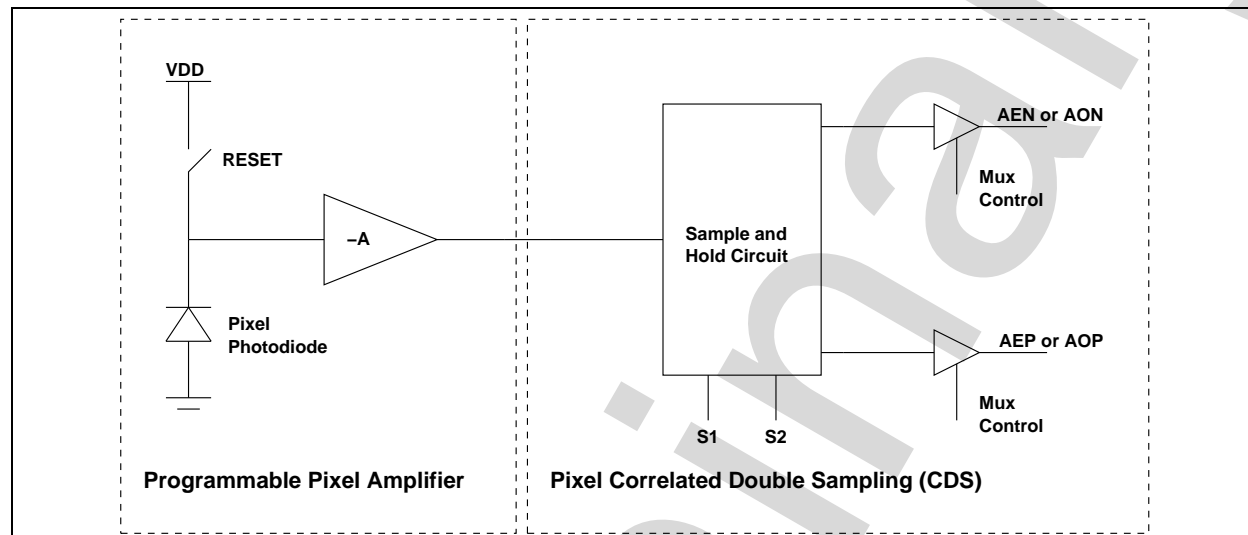 VDD
RESET
–A
Pixel
Photodiode
Programmable Pixel Amplifier
Sample and
Hold Circuit
S1 S2
AEN or AON
Mux
Control
AEP or AOP
Mux
Control
Pixel Correlated Double Sampling (CDS)